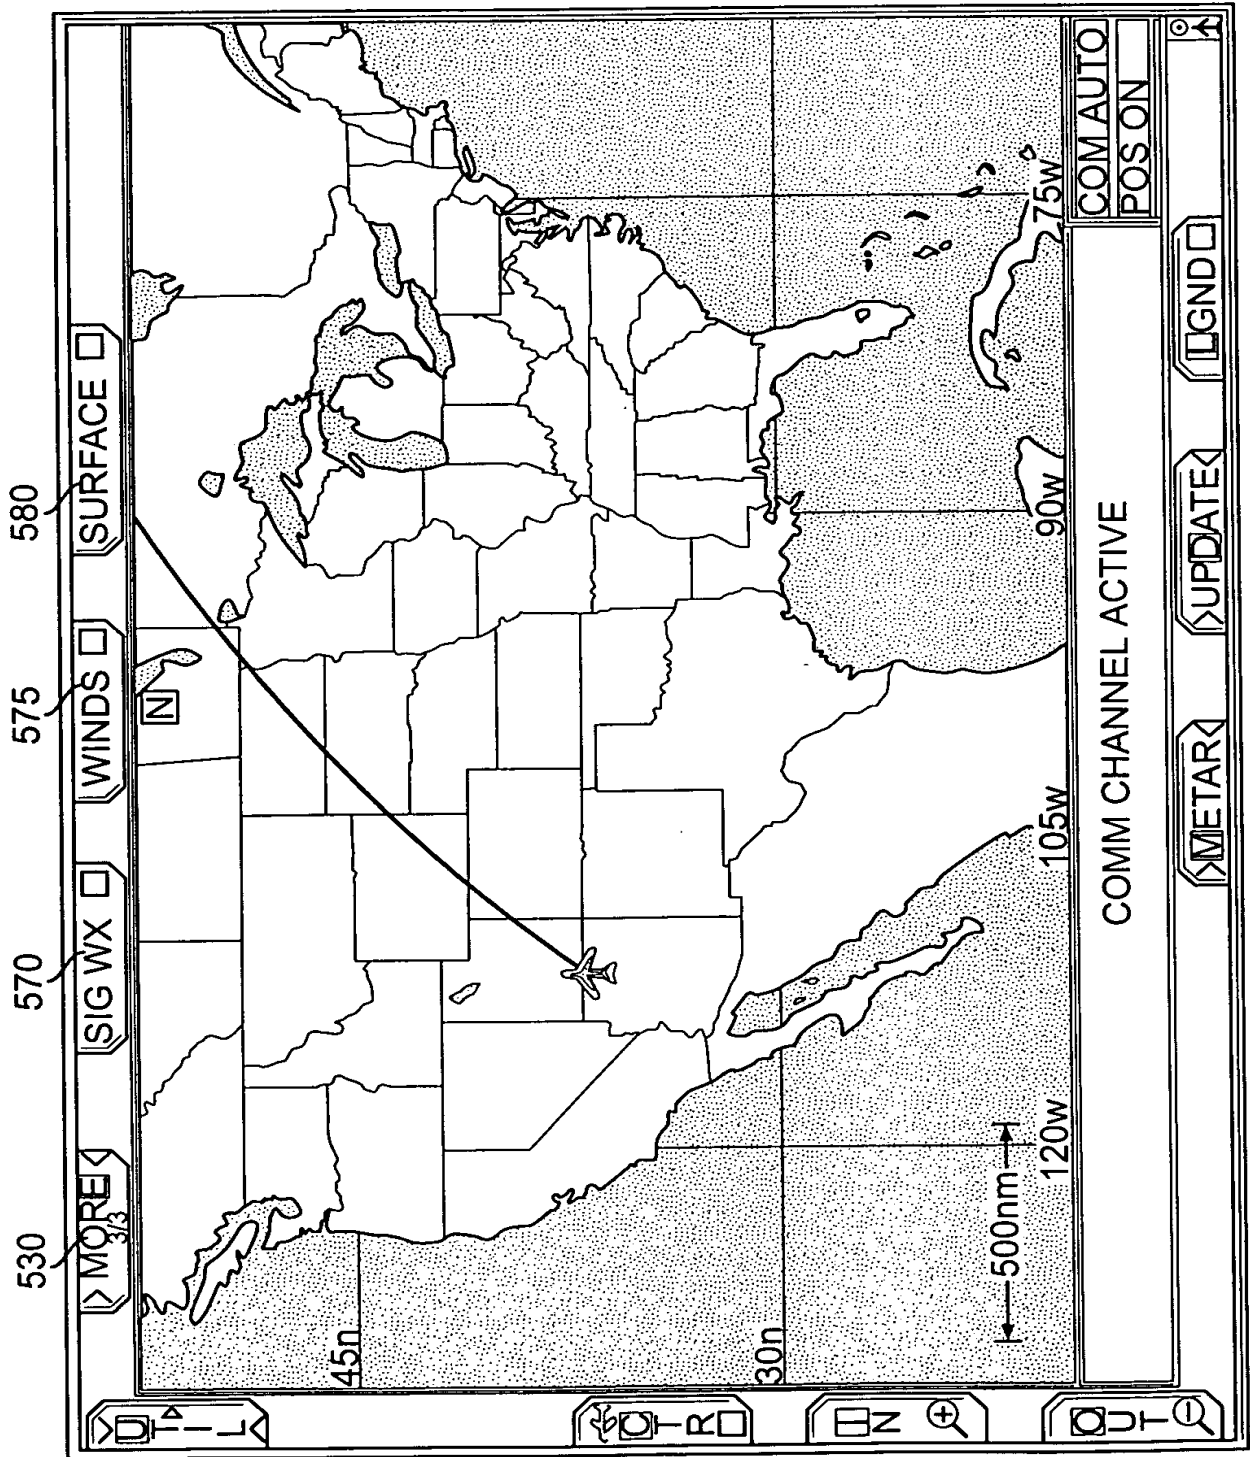 530
570
575
580
>MORE<
3/3
SIG WX
WINDS
SURFACE
UTIL
CTR
IN
OUT
N
45n
30n
500nm
120w
105w
90w
75w
COMM CHANNEL ACTIVE
COM AUTO
POS ON
>METAR<
>UPDATE<
LGND